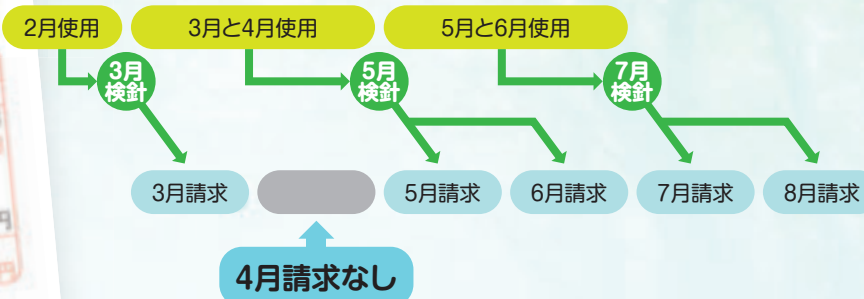 2月使用
3月と4月使用
5月と6月使用
3月
検針
5月
検針
7月
検針
3月請求
5月請求
6月請求
7月請求
8月請求
4月請求なし
円